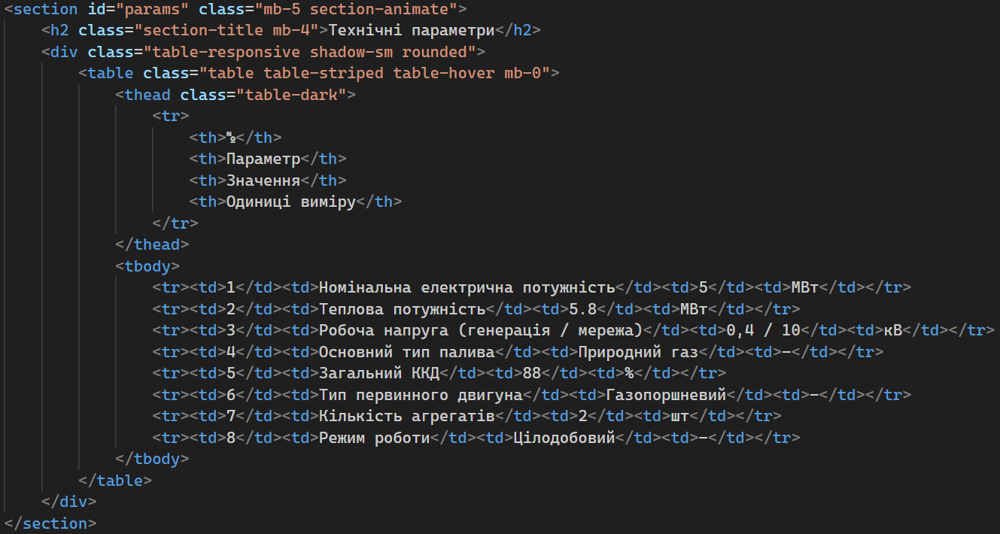 <section id="params" class="mb-5 section-animate">
    <h2 class="section-title mb-4">Технічні параметри</h2>
    <div class="table-responsive shadow-sm rounded">
        <table class="table table-striped table-hover mb-0">
            <thead class="table-dark">
                <tr>
                    <th>№</th>
                    <th>Параметр</th>
                    <th>Значення</th>
                    <th>Одиниці виміру</th>
                </tr>
            </thead>
            <tbody>
                <tr><td>1</td><td>Номінальна електрична потужність</td><td>5</td><td>МВт</td></tr>
                <tr><td>2</td><td>Теплова потужність</td><td>5.8</td><td>МВт</td></tr>
                <tr><td>3</td><td>Робоча напруга (генерація / мережа)</td><td>0,4 / 10</td><td>кВ</td></tr>
                <tr><td>4</td><td>Основний тип палива</td><td>Природний газ</td><td>-</td></tr>
                <tr><td>5</td><td>Загальний ККД</td><td>88</td><td>%</td></tr>
                <tr><td>6</td><td>Тип первинного двигуна</td><td>Газопоршневий</td><td>-</td></tr>
                <tr><td>7</td><td>Кількість агрегатів</td><td>2</td><td>шт</td></tr>
                <tr><td>8</td><td>Режим роботи</td><td>Цілодобовий</td><td>-</td></tr>
            </tbody>
        </table>
    </div>
</section>